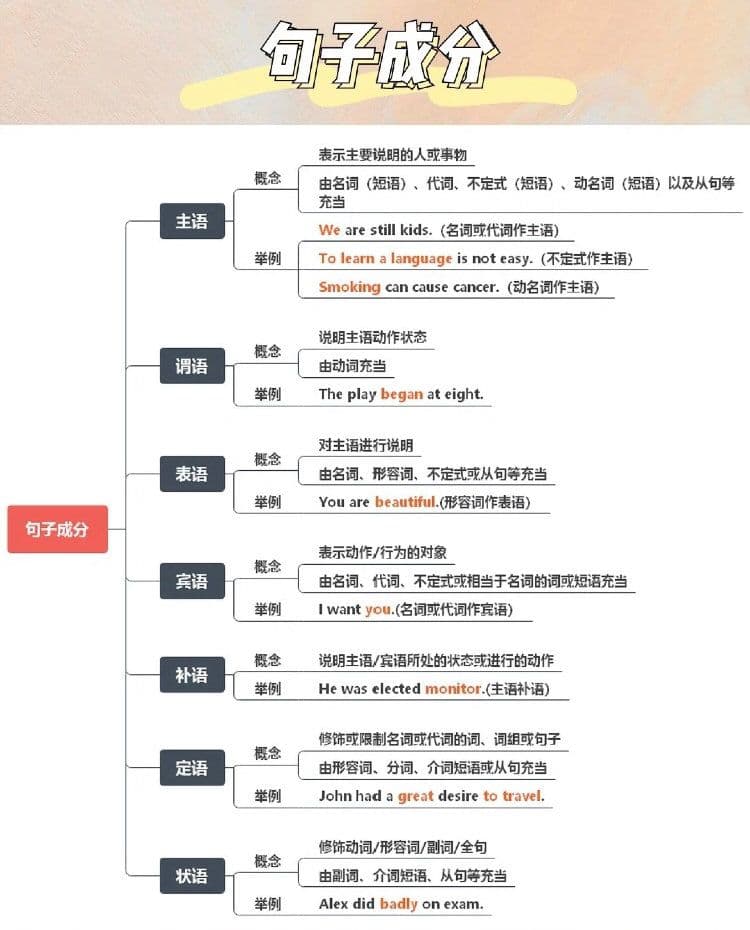 句子成分
句子成分
主语
概念
表示主要说明的人或事物
由名词（短语）、代词、不定式（短语）、动名词（短语）以及从句等
充当
举例
We are still kids.（名词或代词作主语）
To learn a language is not easy.（不定式作主语）
Smoking can cause cancer.（动名词作主语）
谓语
概念
说明主语动作状态
由动词充当
举例
The play began at eight.
表语
概念
对主语进行说明
由名词、形容词、不定式或从句等充当
举例
You are beautiful.(形容词作表语)
宾语
概念
表示动作/行为的对象
由名词、代词、不定式或相当于名词的词或短语充当
举例
I want you.(名词或代词作宾语)
补语
概念
说明主语/宾语所处的状态或进行的动作
举例
He was elected monitor.(主语补语)
定语
概念
修饰或限制名词或代词的词、词组或句子
由形容词、分词、介词短语或从句充当
举例
John had a great desire to travel.
状语
概念
修饰动词/形容词/副词/全句
由副词、介词短语、从句等充当
举例
Alex did badly on exam.